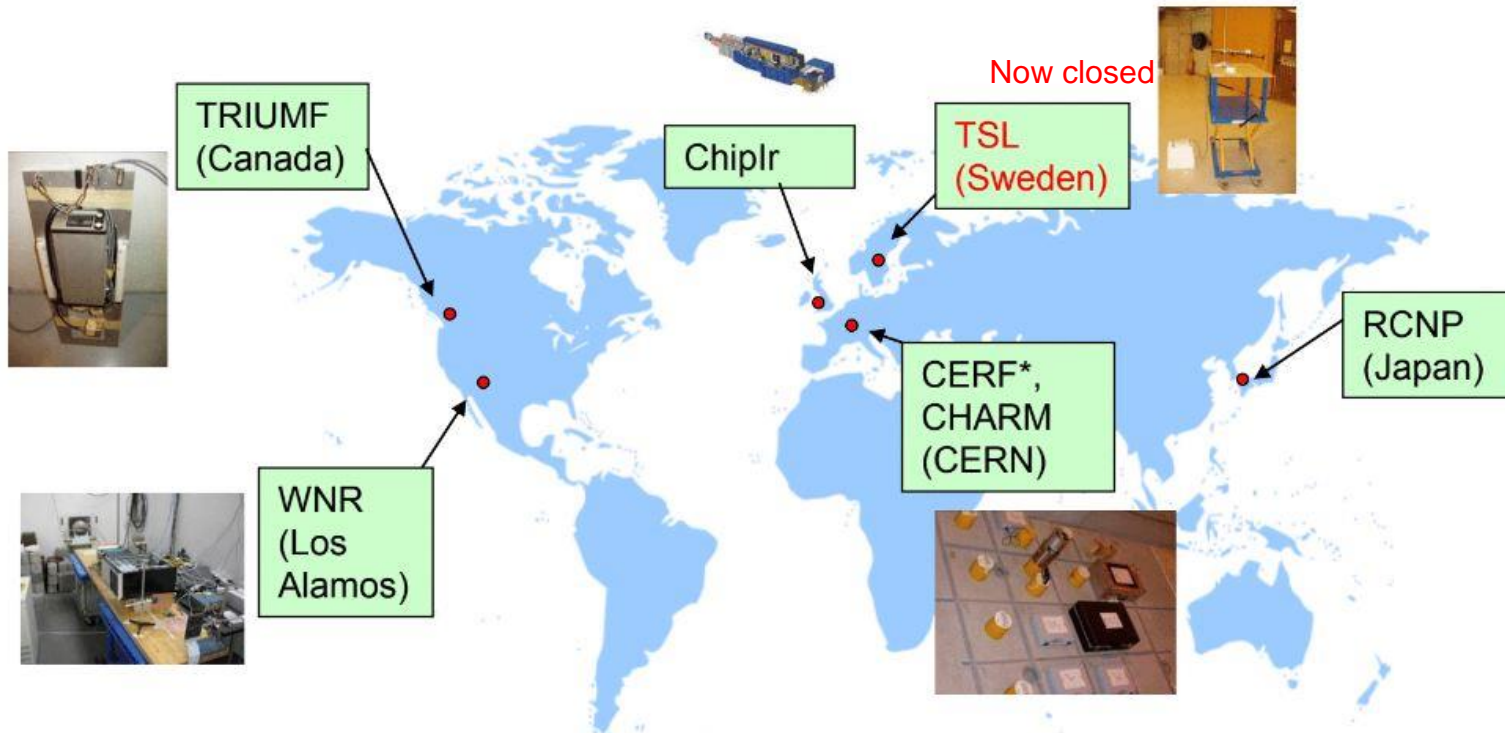 Now closed
TRIUMF
(Canada)
ChipIr
TSL
(Sweden)
RCNP
(Japan)
CERF*,
CHARM
(CERN)
WNR
(Los
Alamos)